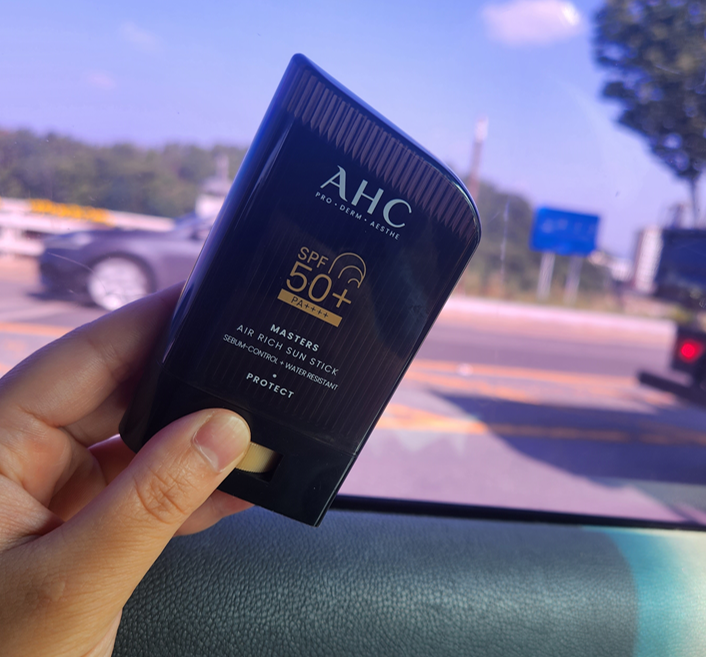 AHC
PRO • DERM • AESTHE
SPF
50+
PA++++
MASTERS
AIR RICH SUN STICK
SEBUM-CONTROL + WATER RESISTANT
PROTECT